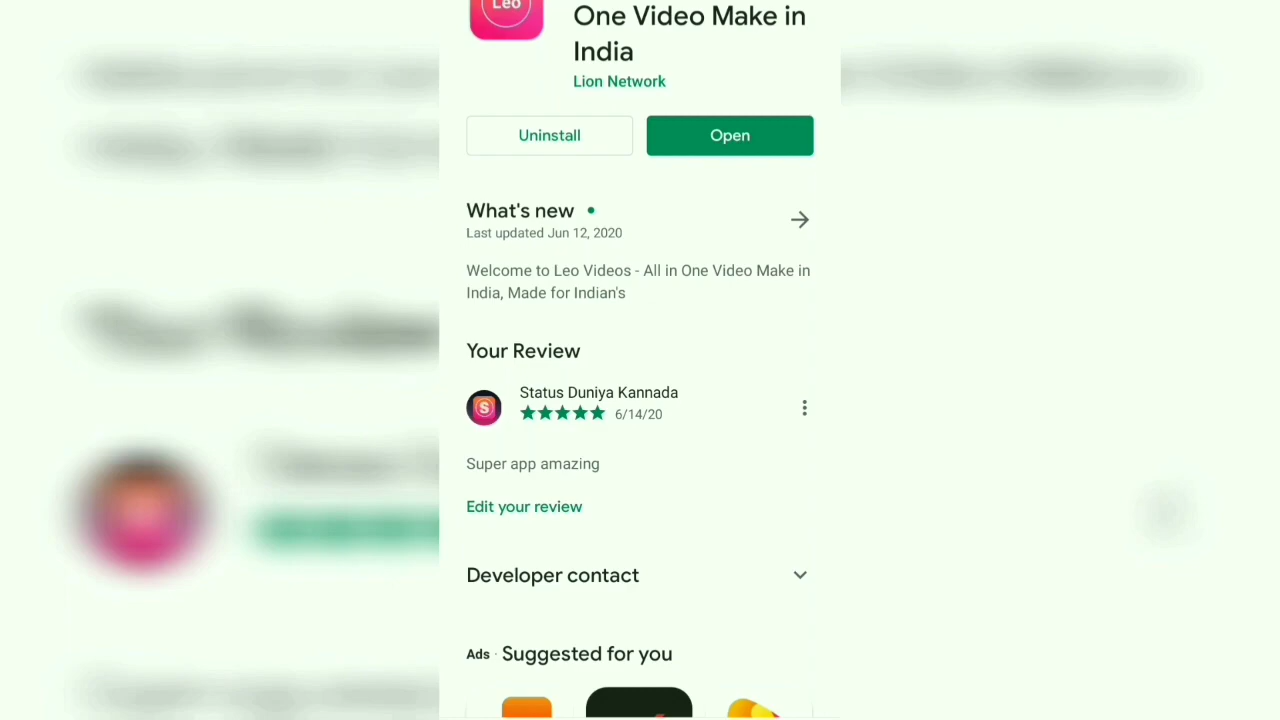 Leo
One Video Make in
India
Lion Network
Uninstall
Open
What's new
Last updated Jun 12, 2020
Welcome to Leo Videos - All in One Video Make in
India, Made for Indian's
Your Review
S
Status Duniya Kannada
6/14/20
Super app amazing
Edit your review
Developer contact
Ads · Suggested for you